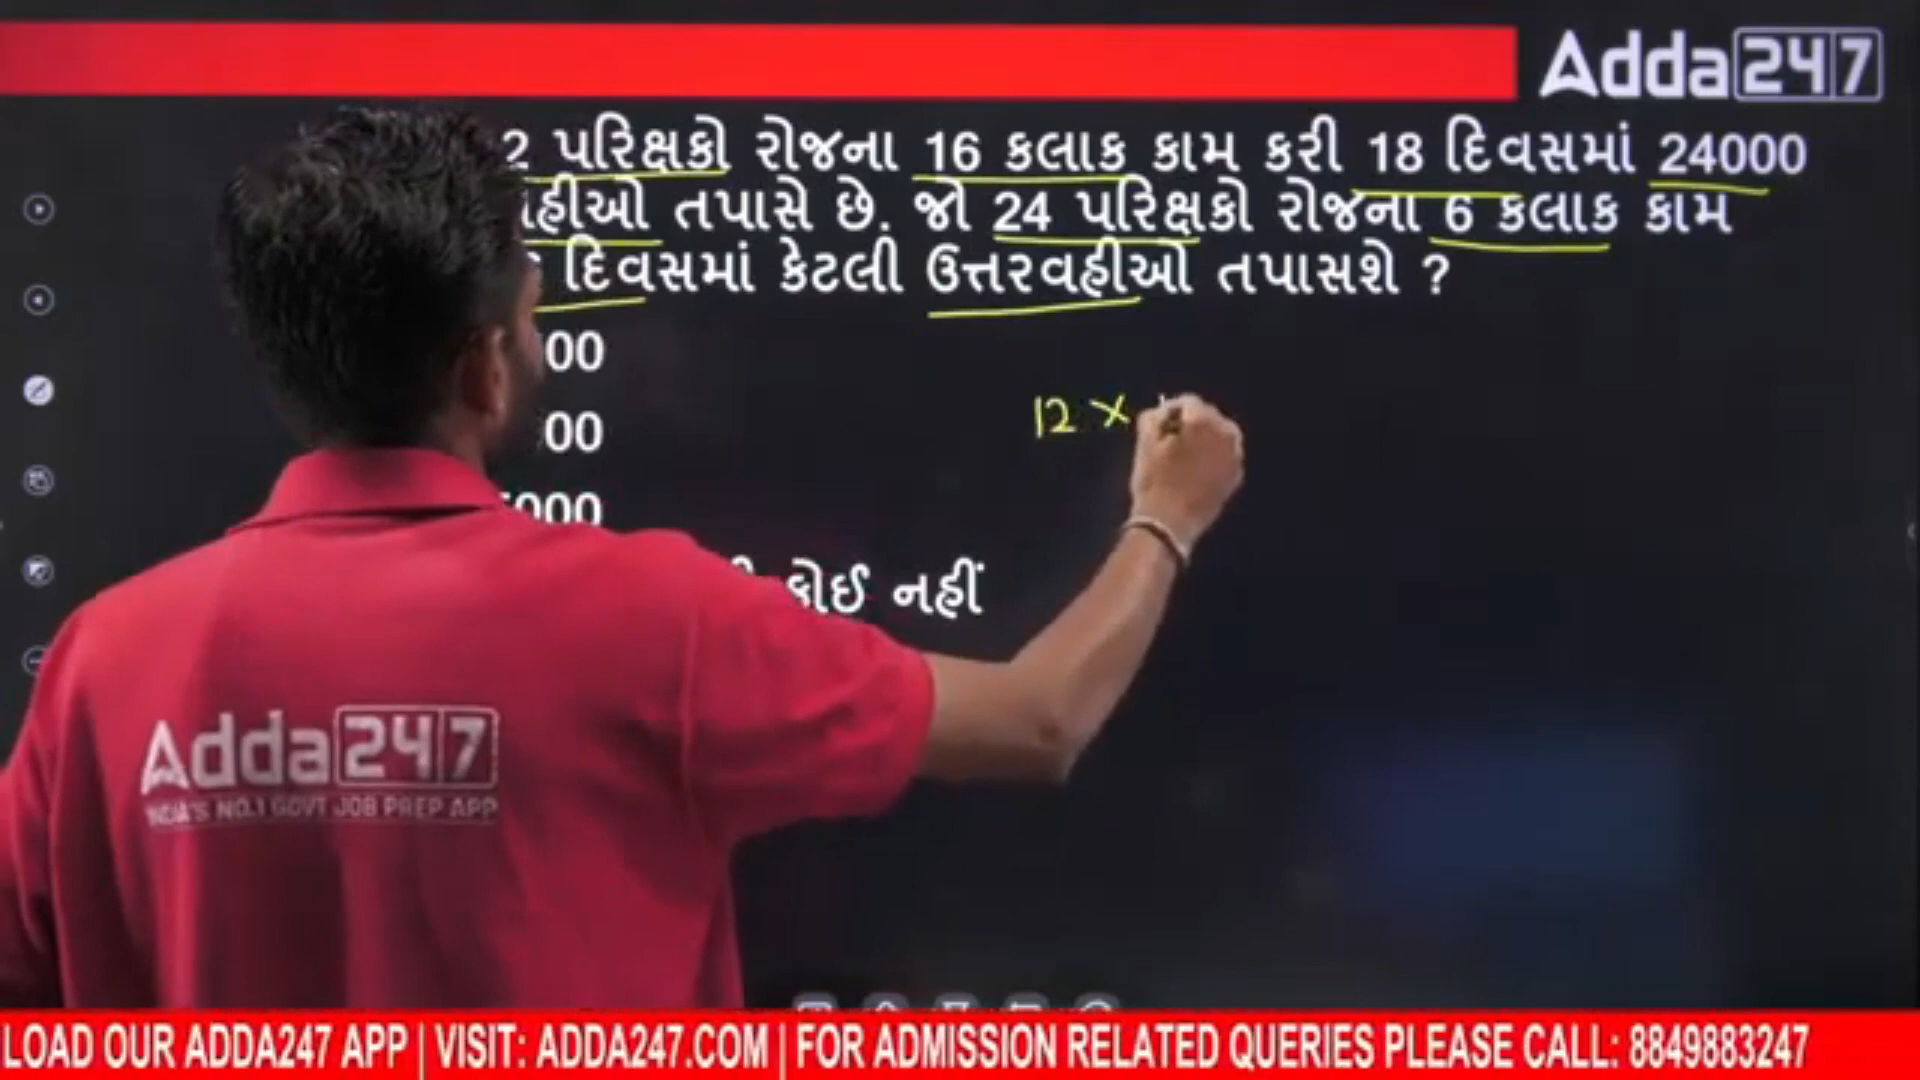 Adda247
2 પરિક્ષકો રોજના 16 કલાક કામ કરી 18 દિવસમાં 24000
હીઓ તપાસે છે. જો 24 પરિક્ષકો રોજના 6 કલાક કામ
દિવસમાં કેટલી ઉત્તરવહીઓ તપાસશે ?
00
12 ×
00
000
કોઈ નહીં
Adda247
INDIA'S NO.1 GOVT JOB PREP APP
LOAD OUR ADDA247 APP | VISIT: ADDA247.COM | FOR ADMISSION RELATED QUERIES PLEASE CALL: 8849883247